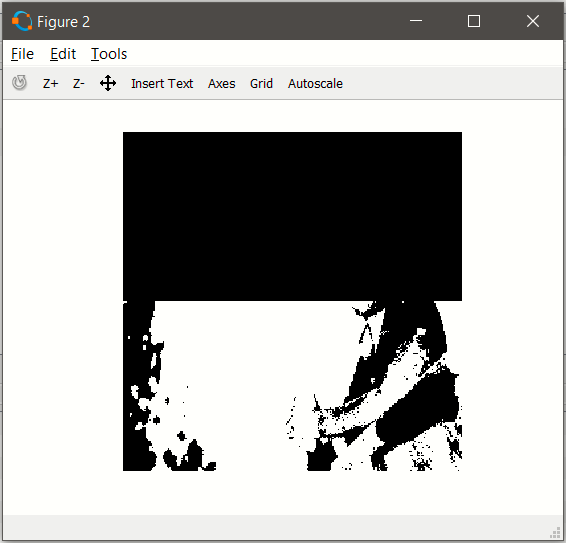 Figure 2
File Edit Tools
Z+ Z- Insert Text Axes Grid Autoscale